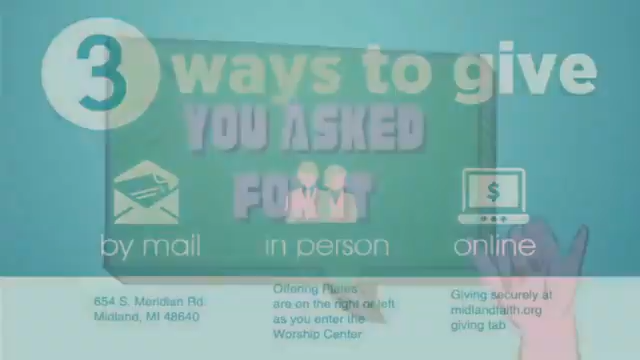 3 ways to give
YOU ASKED
FOR IT
$
by mail
in person
online
654 S. Meridian Rd.
Midland, MI 48640
Offering Plates
are on the right or left
as you enter the
Worship Center
Giving securely at
midlandfaith.org
giving tab